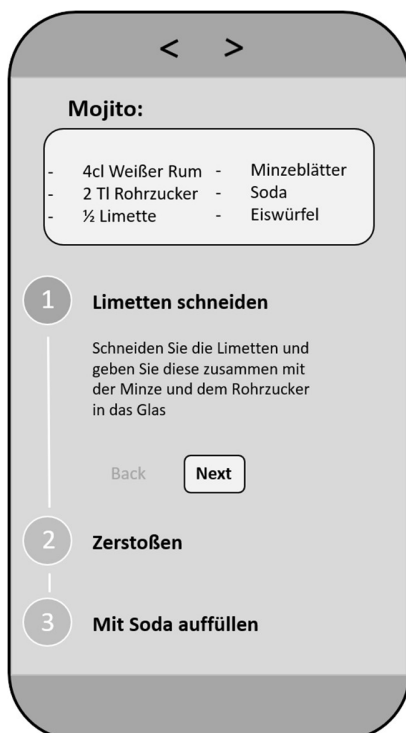 < >
Mojito:
- 4cl Weißer Rum - Minzeblätter
- 2 Tl Rohrzucker - Soda
- ½ Limette - Eiswürfel
1 Limetten schneiden
Schneiden Sie die Limetten und
geben Sie diese zusammen mit
der Minze und dem Rohrzucker
in das Glas
Back Next
2 Zerstoßen
3 Mit Soda auffüllen